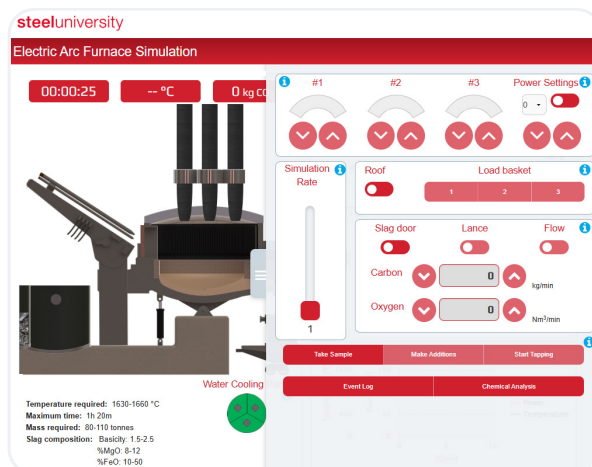 steeluniversity
Electric Arc Furnace Simulation
00:00:25
-- °C
0 kg CO
#1
#2
#3
Power Settings
0
Simulation
Rate
1
Roof
Load basket
1
2
3
Slag door
Lance
Flow
Carbon
0
kg/min
Oxygen
0
Nm³/min
Take Sample
Make Additions
Start Tapping
Event Log
Chemical Analysis
Water Cooling
Temperature required: 1630-1660 °C
Maximum time: 1h 20m
Mass required: 80-110 tonnes
Slag composition: Basicity: 1.5-2.5
%MgO: 8-12
%FeO: 10-50